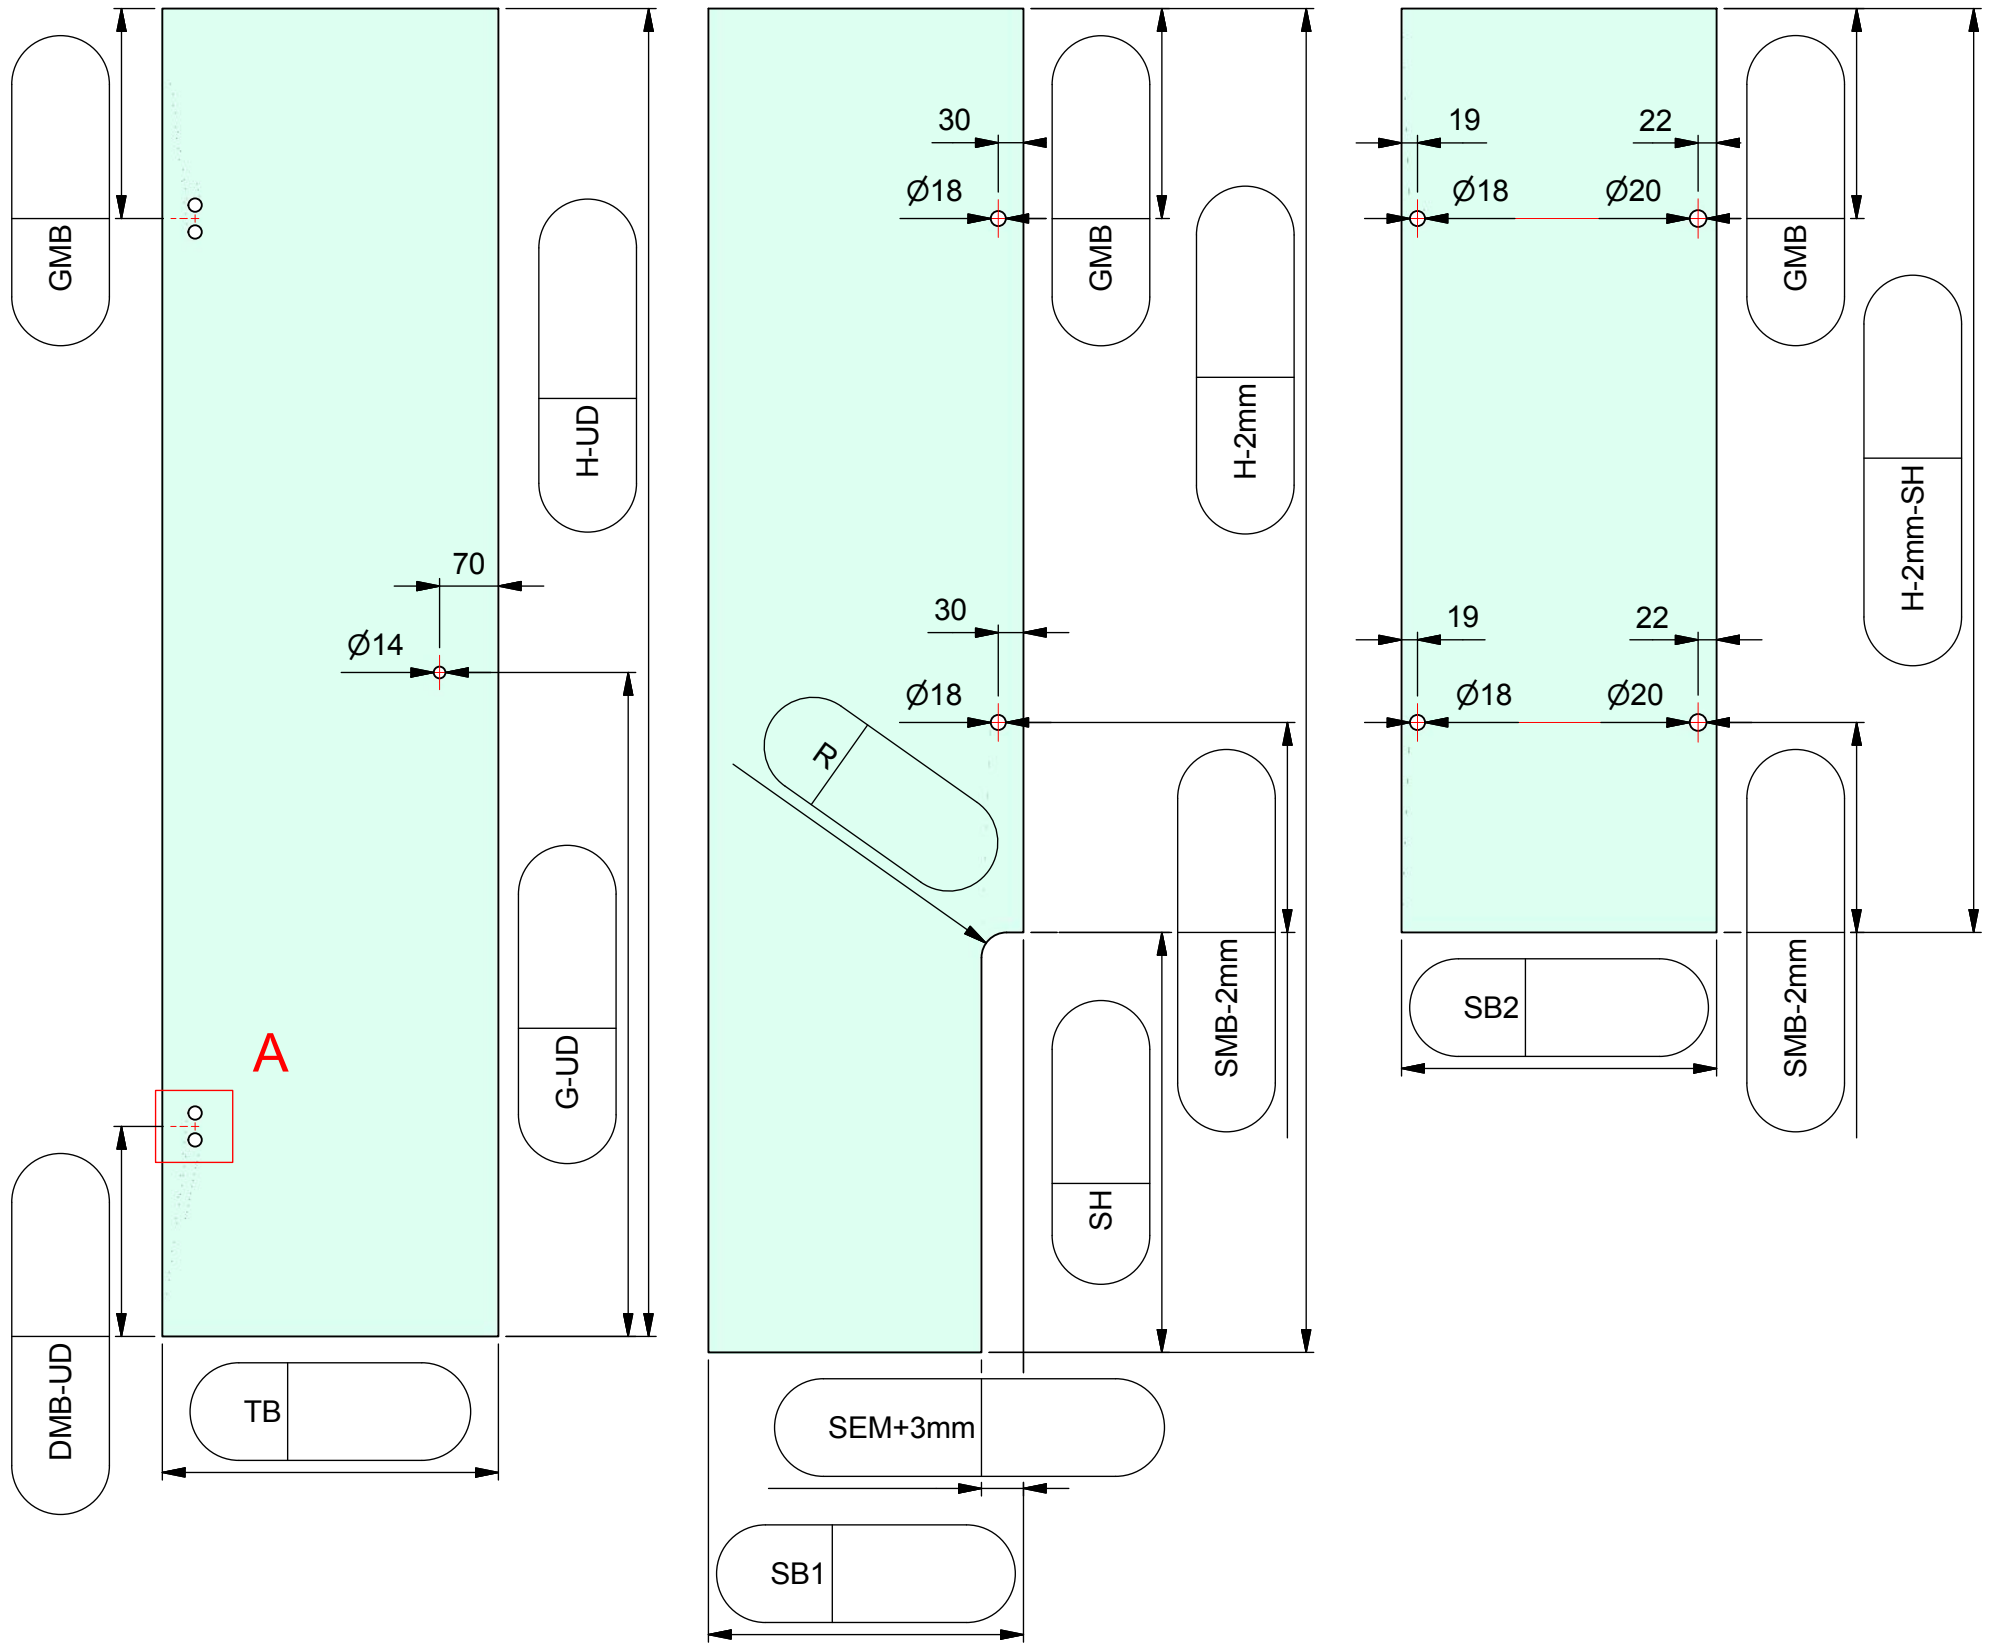 GMB
H-UD
70
Ø14
G-UD
A
DMB-UD
TB
30
Ø18
GMB
H-2mm
30
Ø18
R
SMB-2mm
SH
SEM+3mm
SB1
19
22
Ø18
Ø20
GMB
H-2mm-SH
19
22
Ø18
Ø20
SMB-2mm
SB2